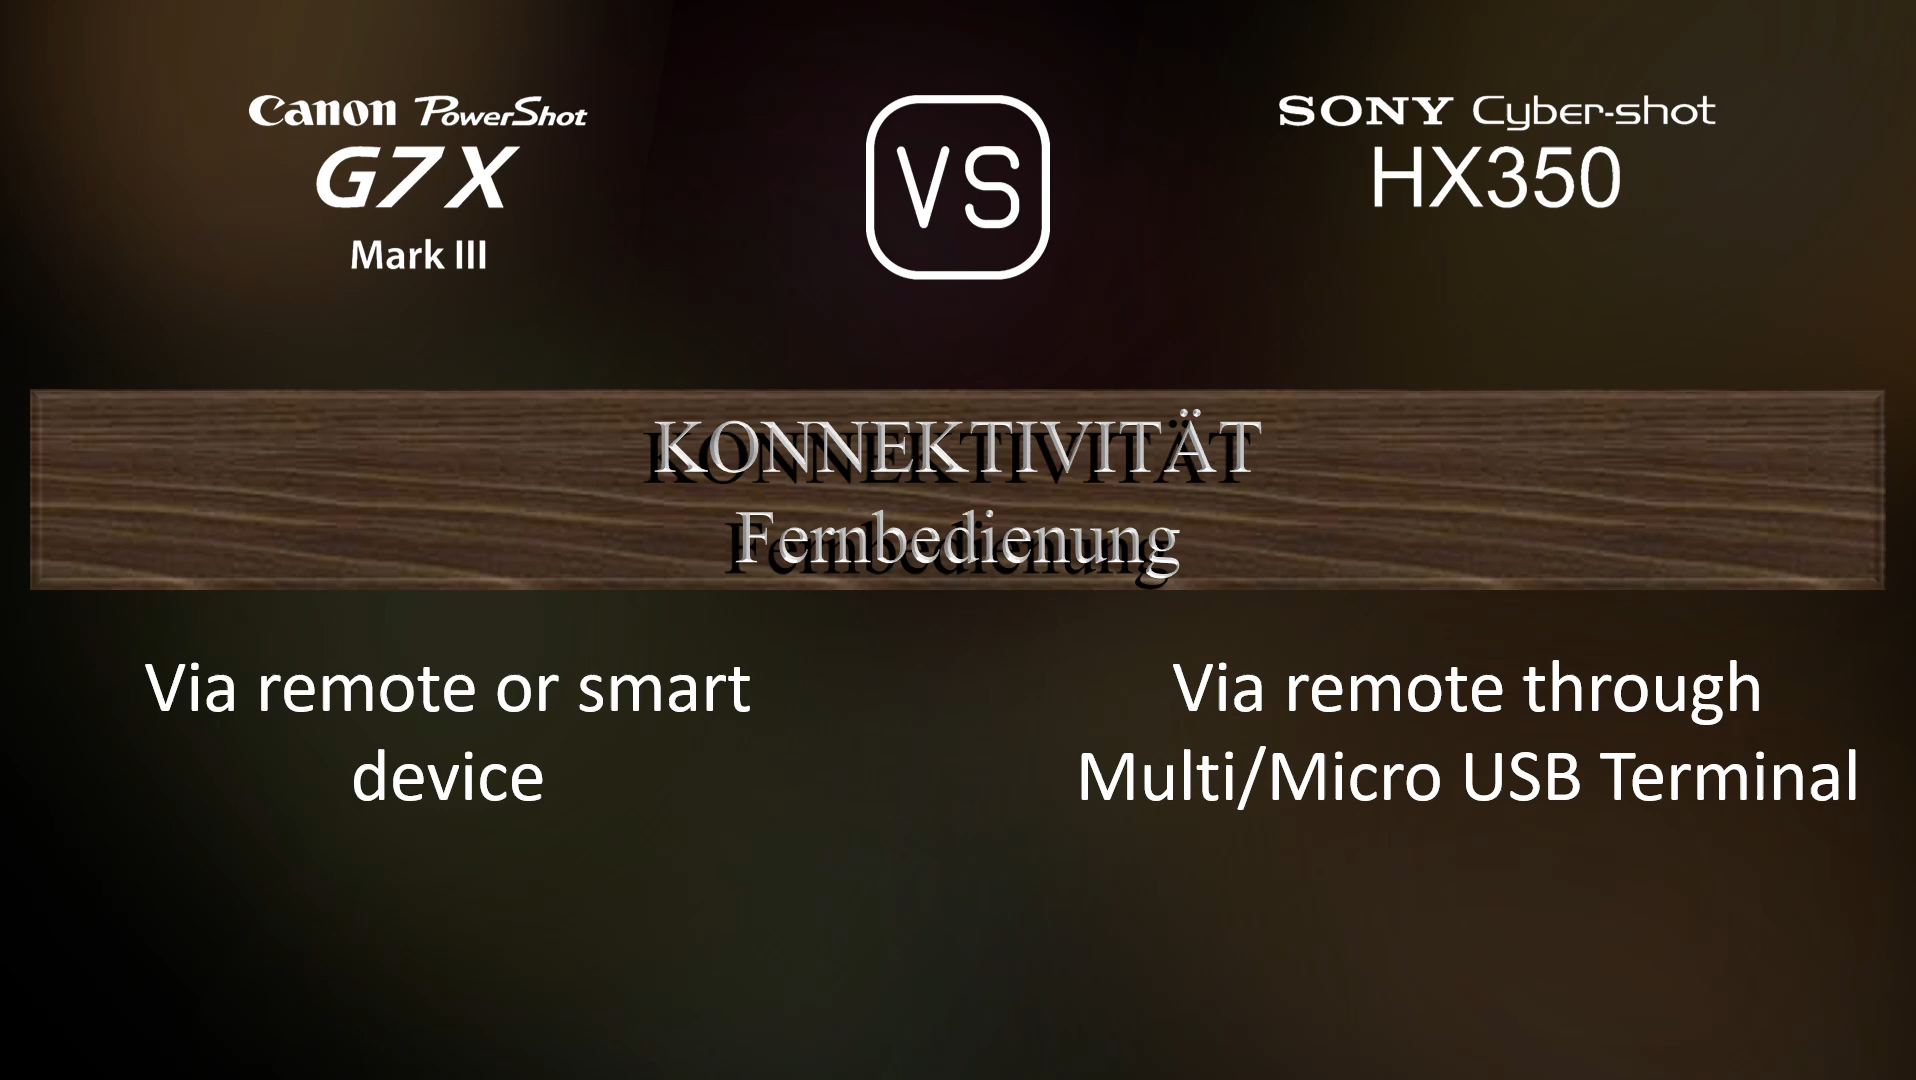 Canon PowerShot
G7 X
Mark III
VS
SONY Cyber-shot
HX350
KONNEKTIVITÄT
Fernbedienung
Via remote or smart
device
Via remote through
Multi/Micro USB Terminal